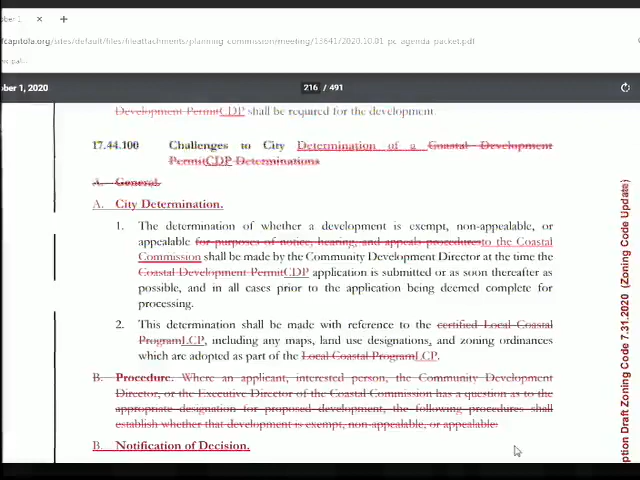 ober 1
fcapitola.org/sites/default/files/fileattachments/planning_commission/meeting/13641/2020.10.01_pc_agenda_packet.pdf
ober 1, 2020
216 / 491
Development PermitCDP shall be required for the development.
17.44.100 Challenges to City Determination of a Coastal Development
PermitCDP Determinations
A. General.
A. City Determination.
1. The determination of whether a development is exempt, non-appealable, or
appealable for purposes of notice, hearing, and appeals proceduresto the Coastal
Commission shall be made by the Community Development Director at the time the
Coastal Development PermitCDP application is submitted or as soon thereafter as
possible, and in all cases prior to the application being deemed complete for
processing.
2. This determination shall be made with reference to the certified Local Coastal
ProgramLCP, including any maps, land use designations, and zoning ordinances
which are adopted as part of the Local Coastal ProgramLCP.
B. Procedure. Where an applicant, interested person, the Community Development
Director, or the Executive Director of the Coastal Commission has a question as to the
appropriate designation for proposed development, the following procedures shall
establish whether that development is exempt, non-appealable, or appealable:
B. Notification of Decision.
ption Draft Zoning Code 7.31.2020 (Zoning Code Update)